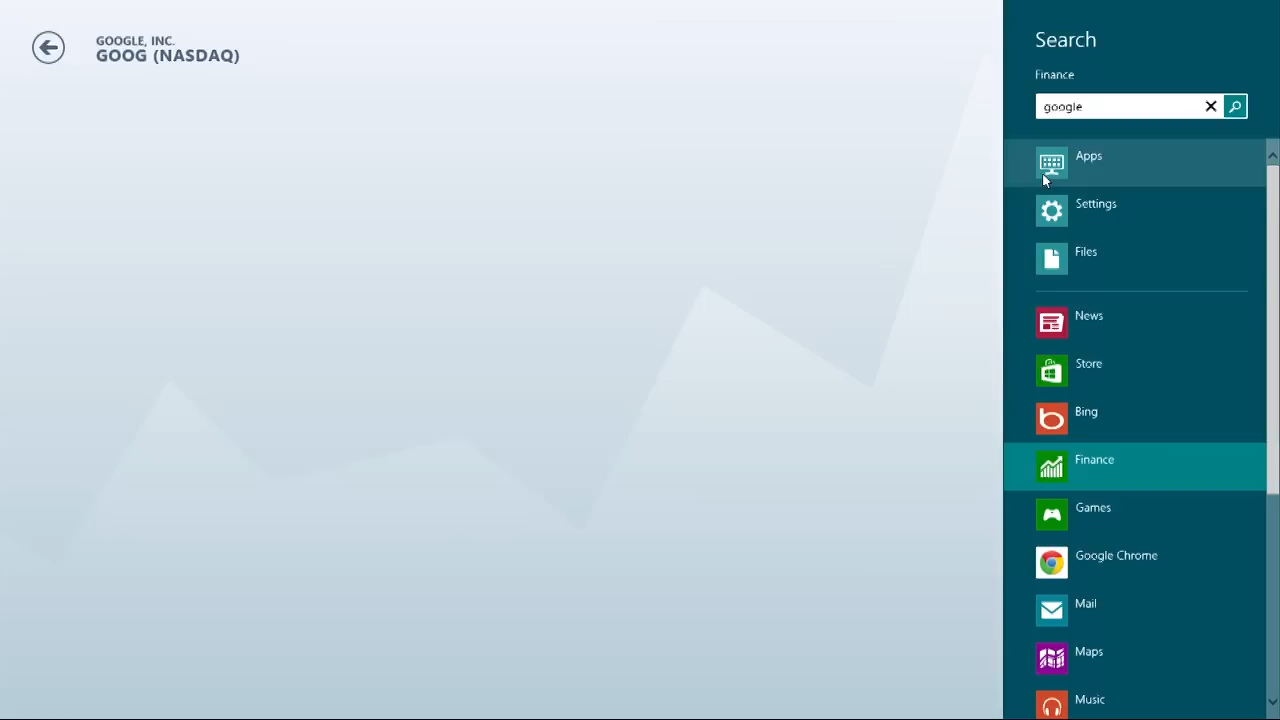 GOOGLE, INC.
GOOG (NASDAQ)
Search
Finance
google
Apps
Settings
Files
News
Store
Bing
Finance
Games
Google Chrome
Mail
Maps
Music